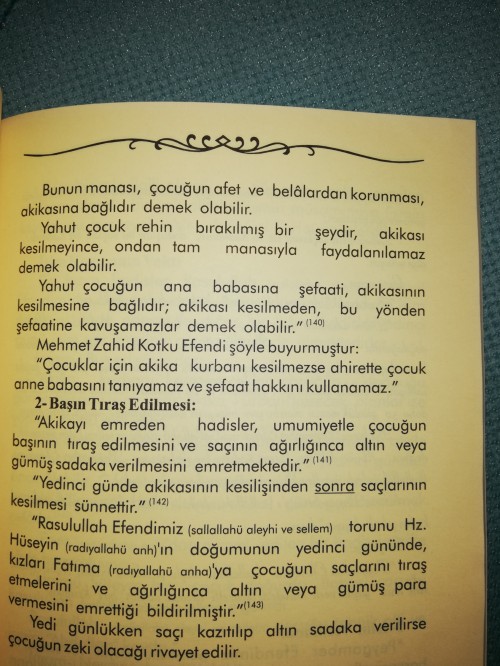 Bunun manası, çocuğun afet ve belâlardan korunması,
akikasına bağlıdır demek olabilir.
Yahut çocuk rehin bırakılmış bir şeydir, akikası
kesilmeyince, ondan tam manasıyla faydalanılamaz
demek olabilir.
Yahut çocuğun ana babasına şefaati, akikasının
kesilmesine bağlıdır; akikası kesilmeden, bu yönden
şefaatine kavuşamazlar demek olabilir." (140)
Mehmet Zahid Kotku Efendi şöyle buyurmuştur:
"Çocuklar için akika kurbanı kesilmezse ahirette çocuk
anne babasını tanıyamaz ve şefaat hakkını kullanamaz."
2- Başın Tıraş Edilmesi:
"Akikayı emreden hadisler, umumiyetle çocuğun
başının tıraş edilmesini ve saçının ağırlığınca altın veya
gümüş sadaka verilmesini emretmektedir." (141)
"Yedinci günde akikasının kesilişinden sonra saçlarının
kesilmesi sünnettir." (142)
"Rasulullah Efendimiz (sallallahü aleyhi ve sellem) torunu Hz.
Hüseyin (radıyallahü anh)'ın doğumunun yedinci gününde,
kızları Fatıma (radıyallahü anha)'ya çocuğun saçlarını tıraş
etmelerini ve ağırlığınca altın veya gümüş para
vermesini emrettiği bildirilmiştir." (143)
Yedi günlükken saçı kazıtılıp altın sadaka verilirse
çocuğun zeki olacağı rivayet edilir.